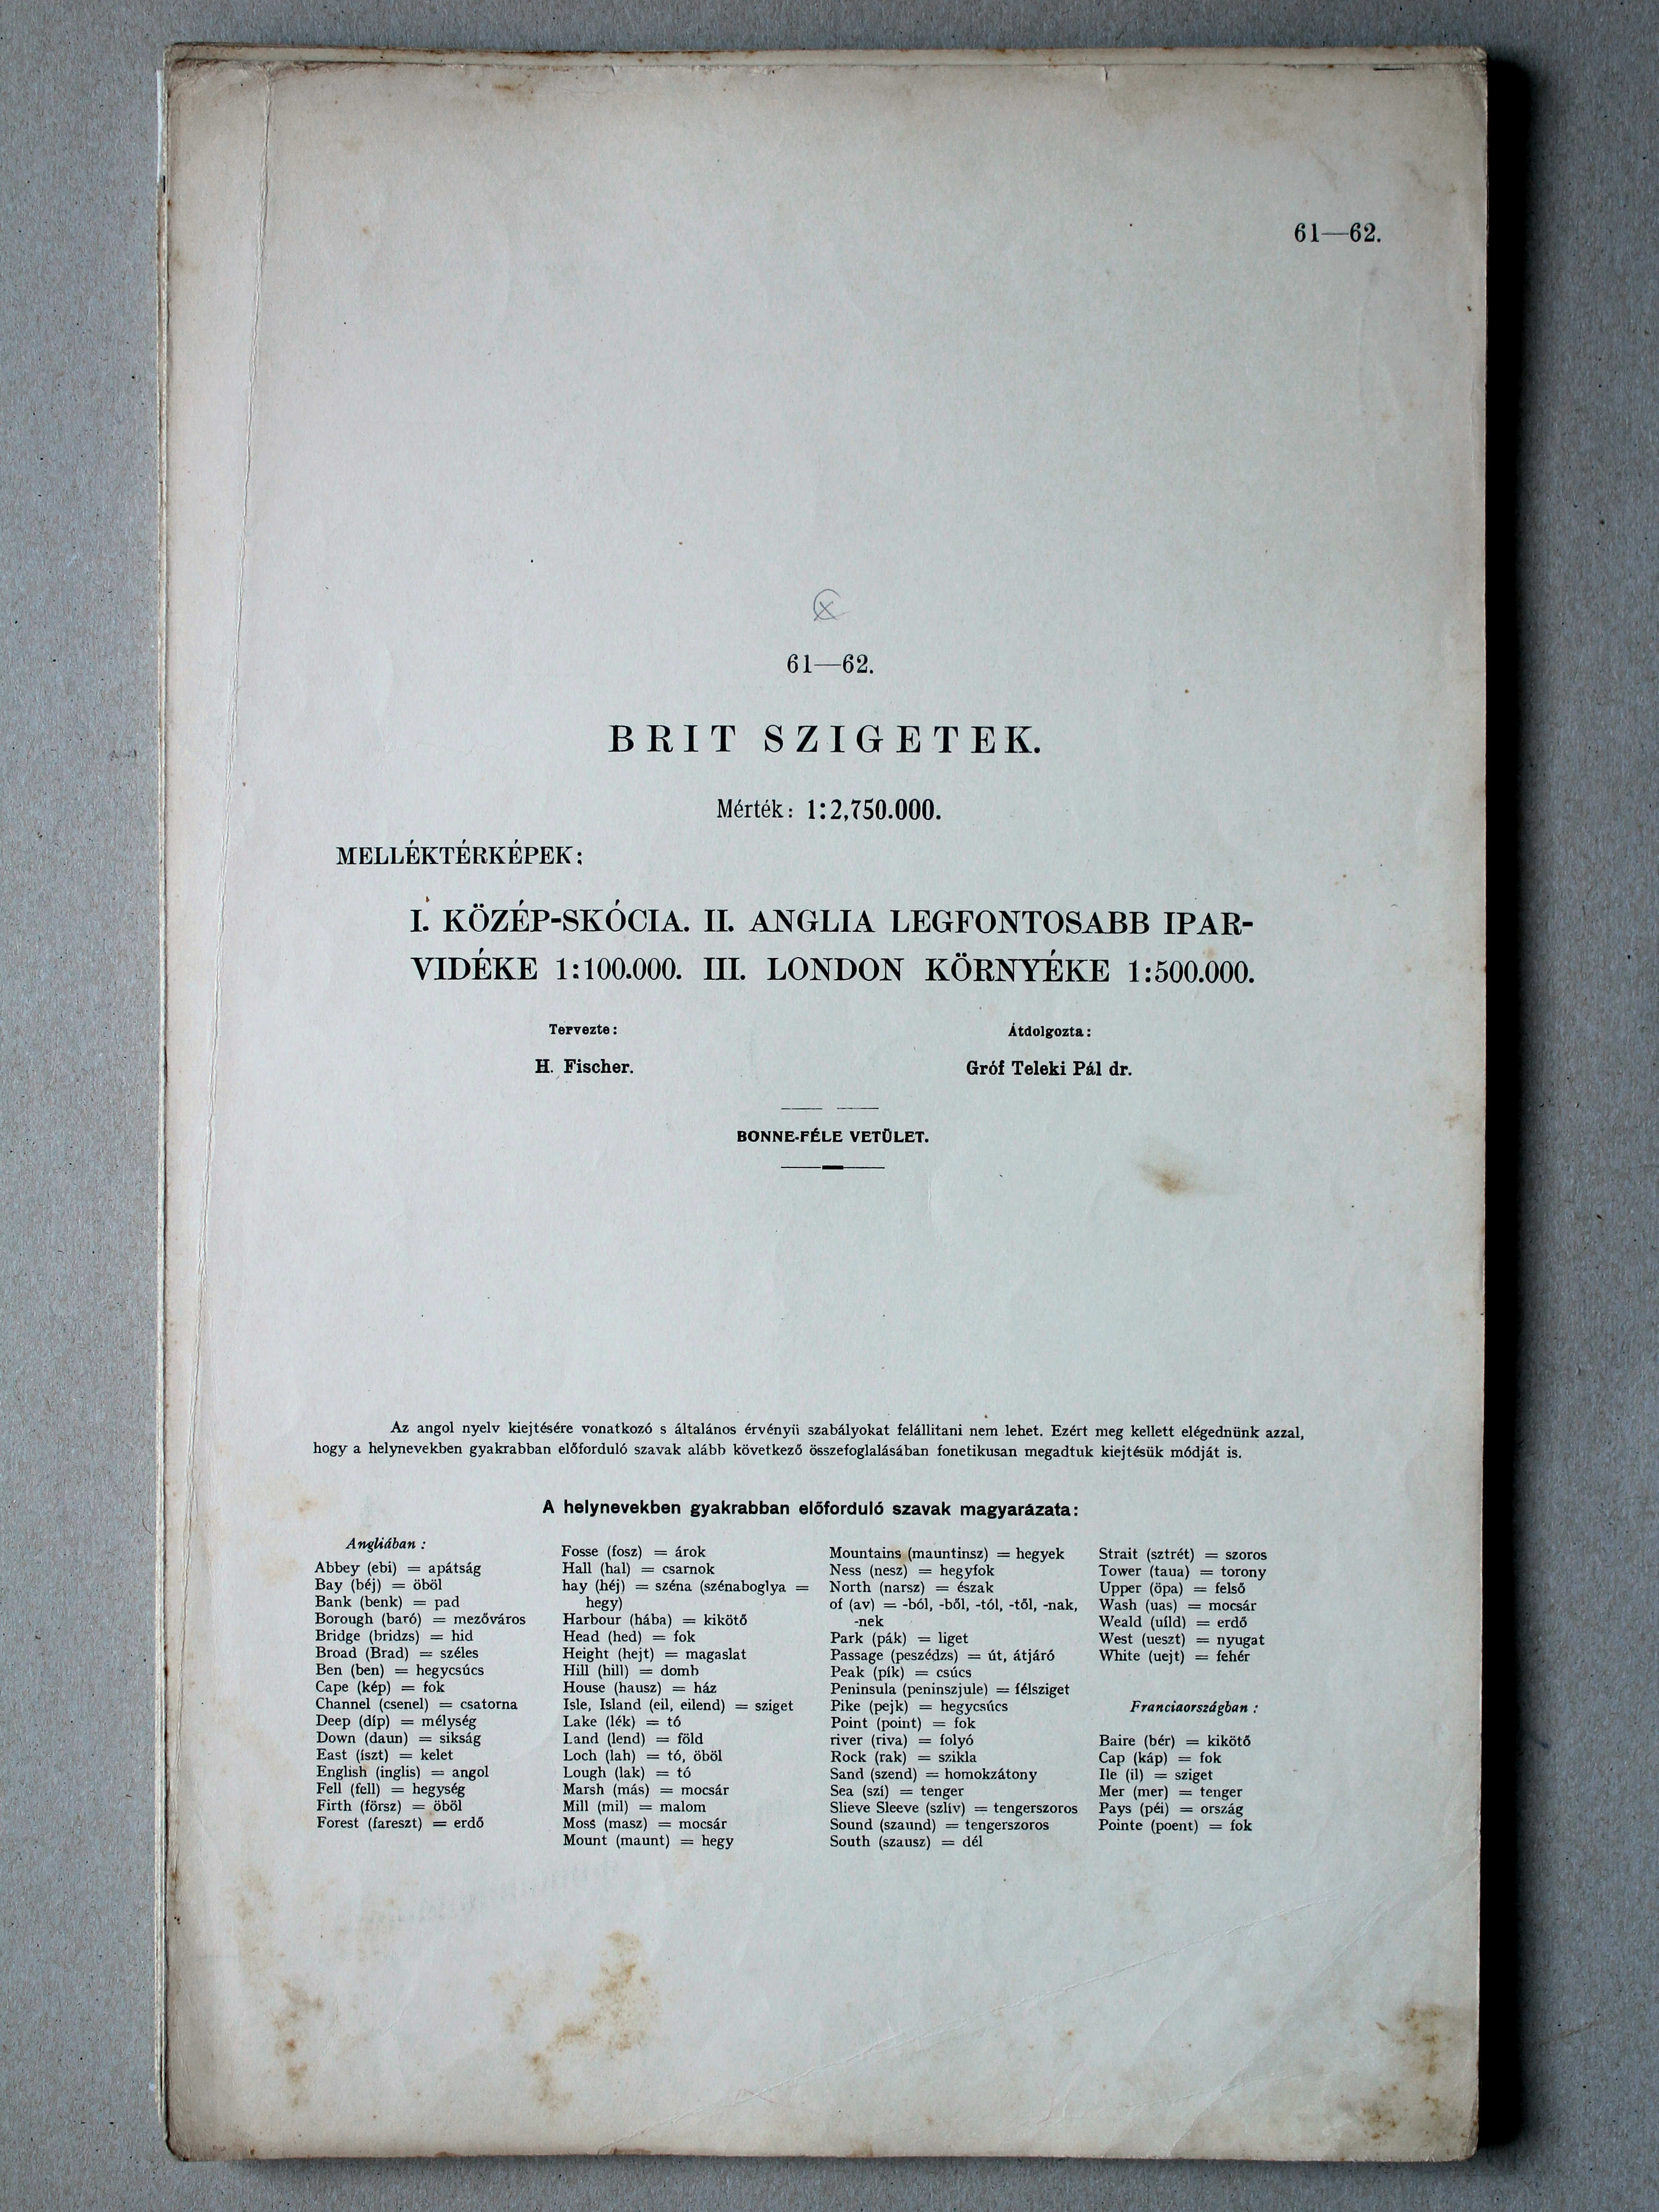 61—62.
61—62.
BRIT SZIGETEK.
Mérték: 1:2,750.000.
MELLÉKTÉRKÉPEK:
I. KÖZÉP-SKÓCIA. II. ANGLIA LEGFONTOSABB IPAR-
VIDÉKE 1:100.000. III. LONDON KÖRNYÉKE 1:500.000.
Tervezte:
H. Fischer.
Átdolgozta:
Gróf Teleki Pál dr.
BONNE-FÉLE VETÜLET.
Az angol nyelv kiejtésére vonatkozó s általános érvényü szabályokat felállitani nem lehet. Ezért meg kellett elégednünk azzal,
hogy a helynevekben gyakrabban előforduló szavak alább következő összefoglalásában fonetikusan megadtuk kiejtésük módját is.
A helynevekben gyakrabban előforduló szavak magyarázata:
Angliában:
Abbey (ebi) = apátság
Bay (béj) = öböl
Bank (benk) = pad
Borough (baró) = mezőváros
Bridge (bridzs) = hid
Broad (Brad) = széles
Ben (ben) = hegycsúcs
Cape (kép) = fok
Channel (csenel) = csatorna
Deep (díp) = mélység
Down (daun) = sikság
East (íszt) = kelet
English (inglis) = angol
Fell (fell) = hegység
Firth (försz) = öböl
Forest (fareszt) = erdő
Fosse (fosz) = árok
Hall (hal) = csarnok
hay (héj) = széna (szénaboglya =
hegy)
Harbour (hába) = kikötő
Head (hed) = fok
Height (hejt) = magaslat
Hill (hill) = domb
House (hausz) = ház
Isle, Island (eil, eilend) = sziget
Lake (lék) = tó
Land (lend) = föld
Loch (lah) = tó, öböl
Lough (lak) = tó
Marsh (más) = mocsár
Mill (mil) = malom
Moss (masz) = mocsár
Mount (maunt) = hegy
Mountains (mauntinsz) = hegyek
Ness (nesz) = hegyfok
North (narsz) = észak
of (av) = -ból, -ből, -tól, -től, -nak,
-nek
Park (pák) = liget
Passage (peszédzs) = út, átjáró
Peak (pík) = csúcs
Peninsula (peninszjule) = félsziget
Pike (pejk) = hegycsúcs
Point (point) = fok
river (riva) = folyó
Rock (rak) = szikla
Sand (szend) = homokzátony
Sea (szí) = tenger
Slieve Sleeve (szlív) = tengerszoros
Sound (szaund) = tengerszoros
South (szausz) = dél
Strait (sztrét) = szoros
Tower (taua) = torony
Upper (öpa) = felső
Wash (uas) = mocsár
Weald (uíld) = erdő
West (ueszt) = nyugat
White (uejt) = fehér
Franciaországban:
Baire (bér) = kikötő
Cap (káp) = fok
Ile (il) = sziget
Mer (mer) = tenger
Pays (péi) = ország
Pointe (poent) = fok